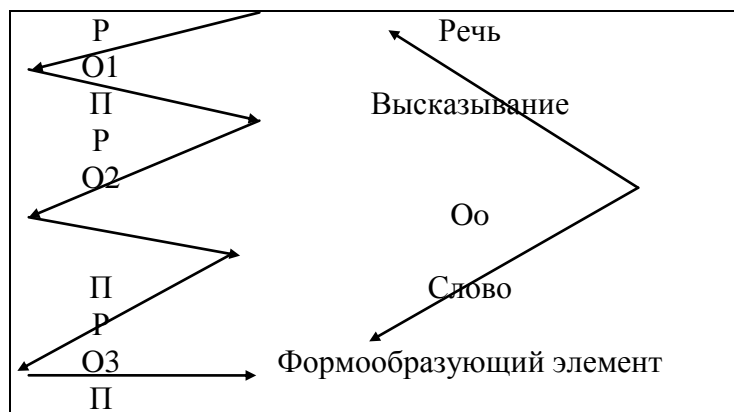 Р Речь
О1
П Высказывание
Р
О2
Оо
П Слово
Р
О3 Формообразующий элемент
П